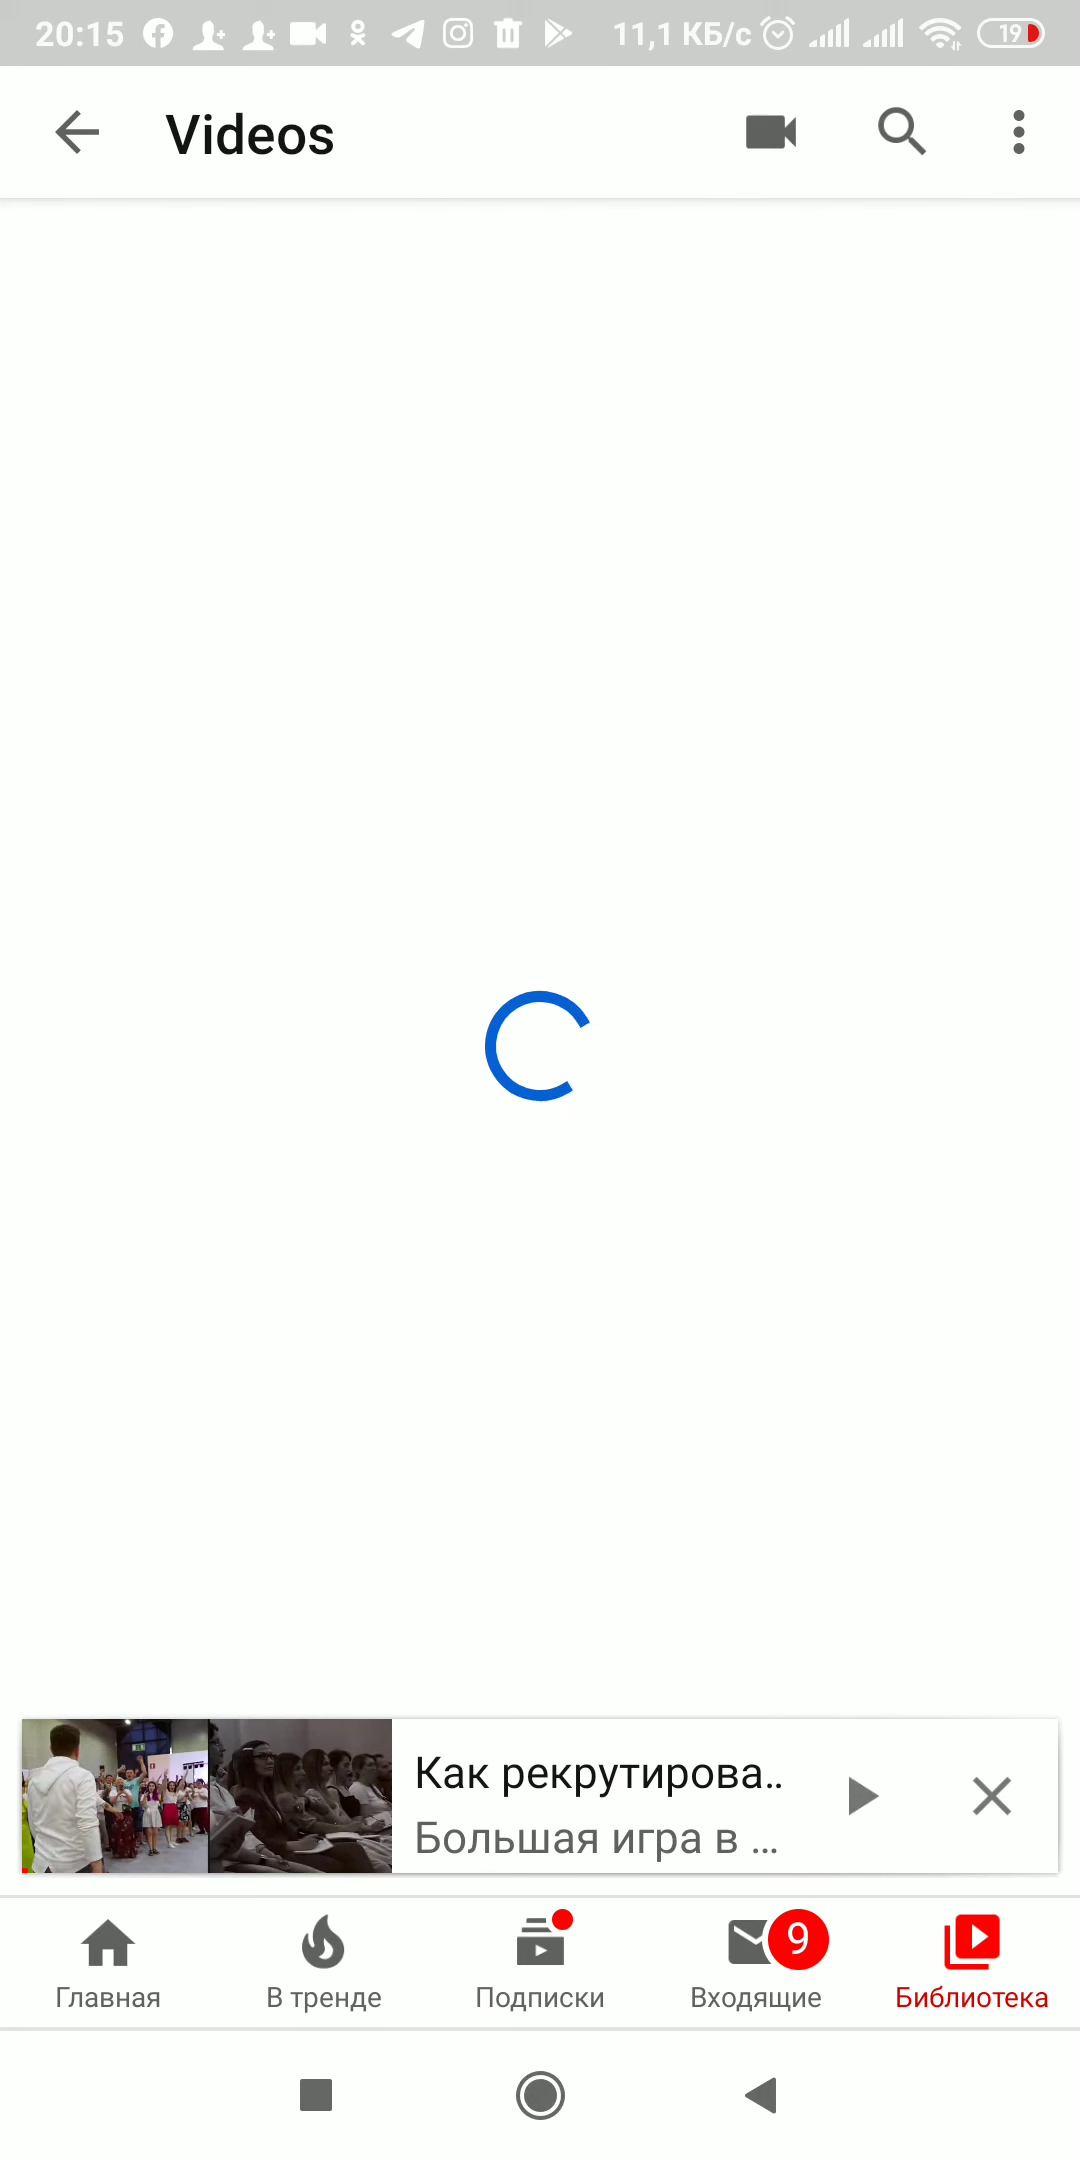 20:15 11,1 КБ/с 19
Videos
Как рекрутирова..
Большая игра в ...
9
Главная В тренде Подписки Входящие Библиотека